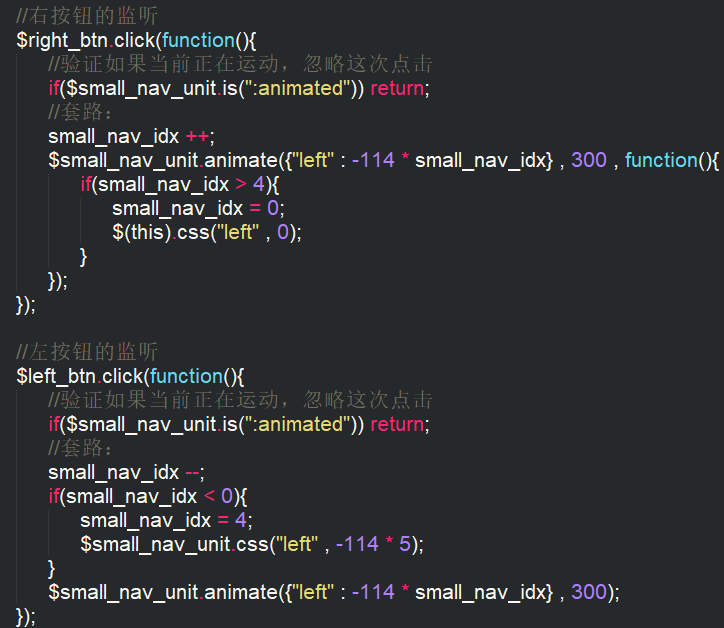 //右按钮的监听
$right_btn.click(function(){
//验证如果当前正在运动，忽略这次点击
if($small_nav_unit.is(":animated")) return;
//套路：
small_nav_idx ++;
$small_nav_unit.animate({"left" : -114 * small_nav_idx} , 300 , function(){
if(small_nav_idx > 4){
small_nav_idx = 0;
$(this).css("left" , 0);
}
});
});
//左按钮的监听
$left_btn.click(function(){
//验证如果当前正在运动，忽略这次点击
if($small_nav_unit.is(":animated")) return;
//套路：
small_nav_idx --;
if(small_nav_idx < 0){
small_nav_idx = 4;
$small_nav_unit.css("left" , -114 * 5);
}
$small_nav_unit.animate({"left" : -114 * small_nav_idx} , 300);
});